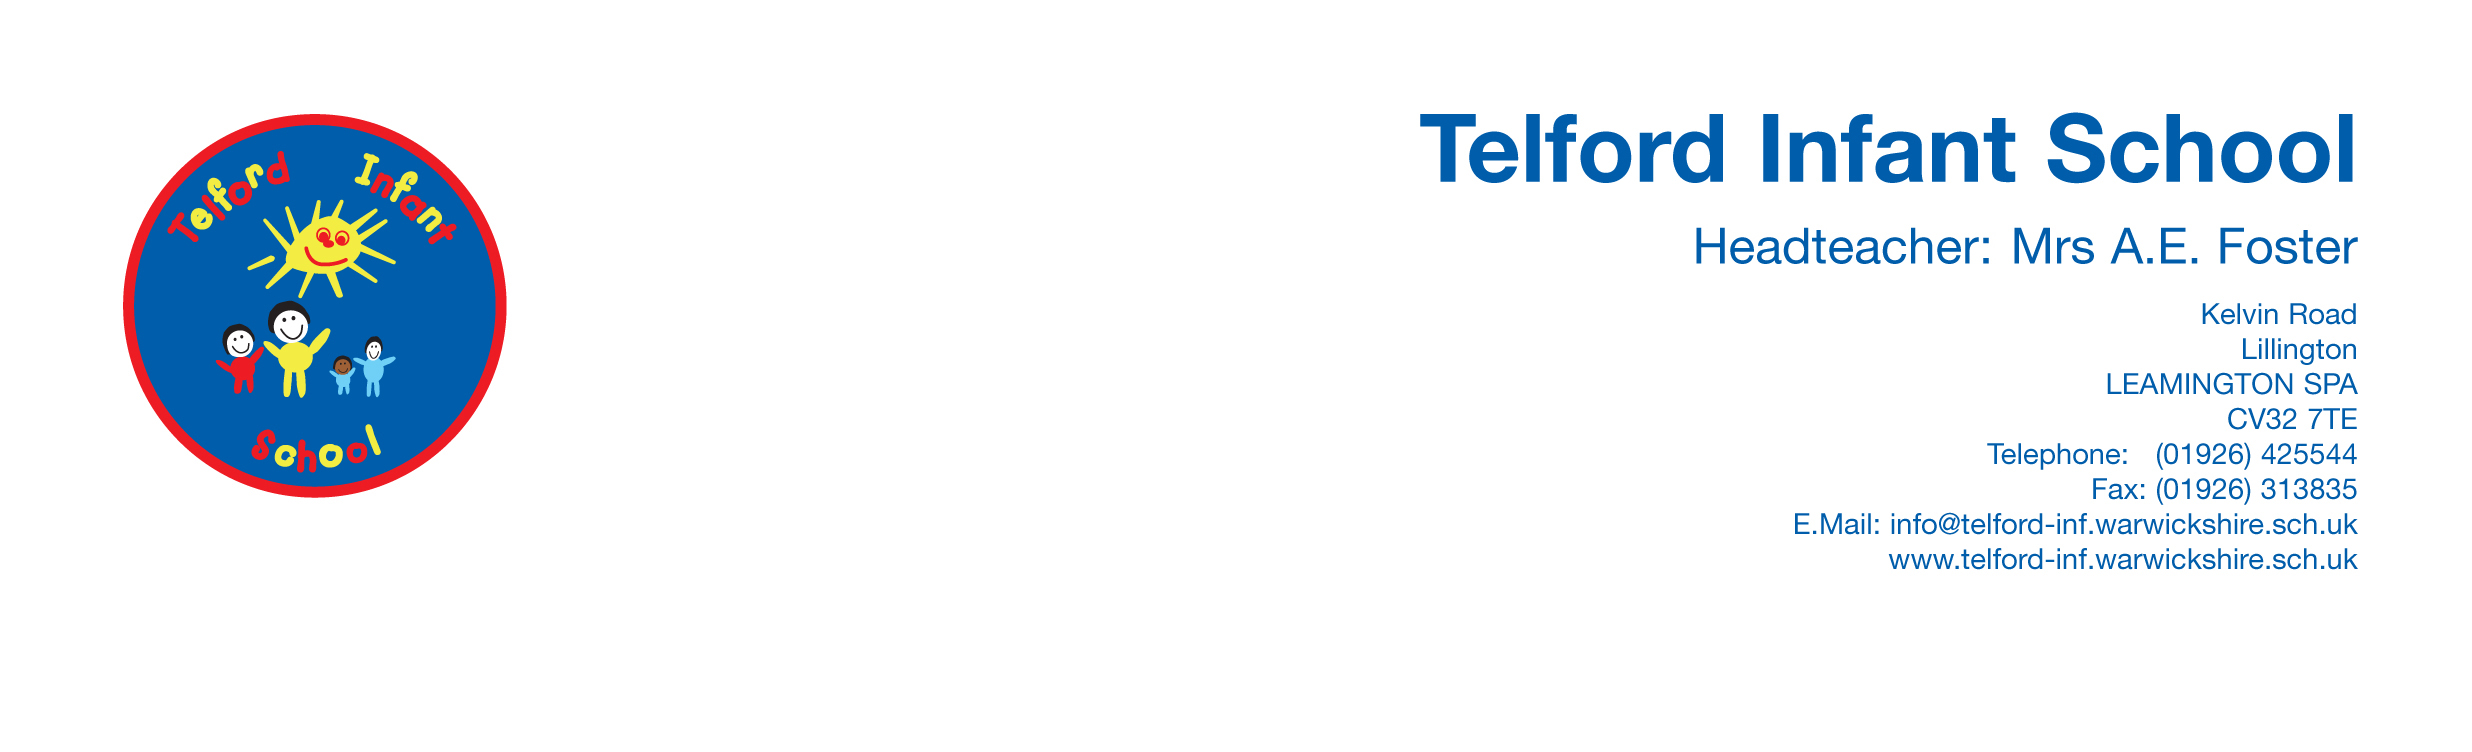 Telford Infant
School
Telford Infant School
Headteacher: Mrs A.E. Foster
Kelvin Road
Lillington
LEAMINGTON SPA
CV32 7TE
Telephone: (01926) 425544
Fax: (01926) 313835
E.Mail: info@telford-inf.warwickshire.sch.uk
www.telford-inf.warwickshire.sch.uk